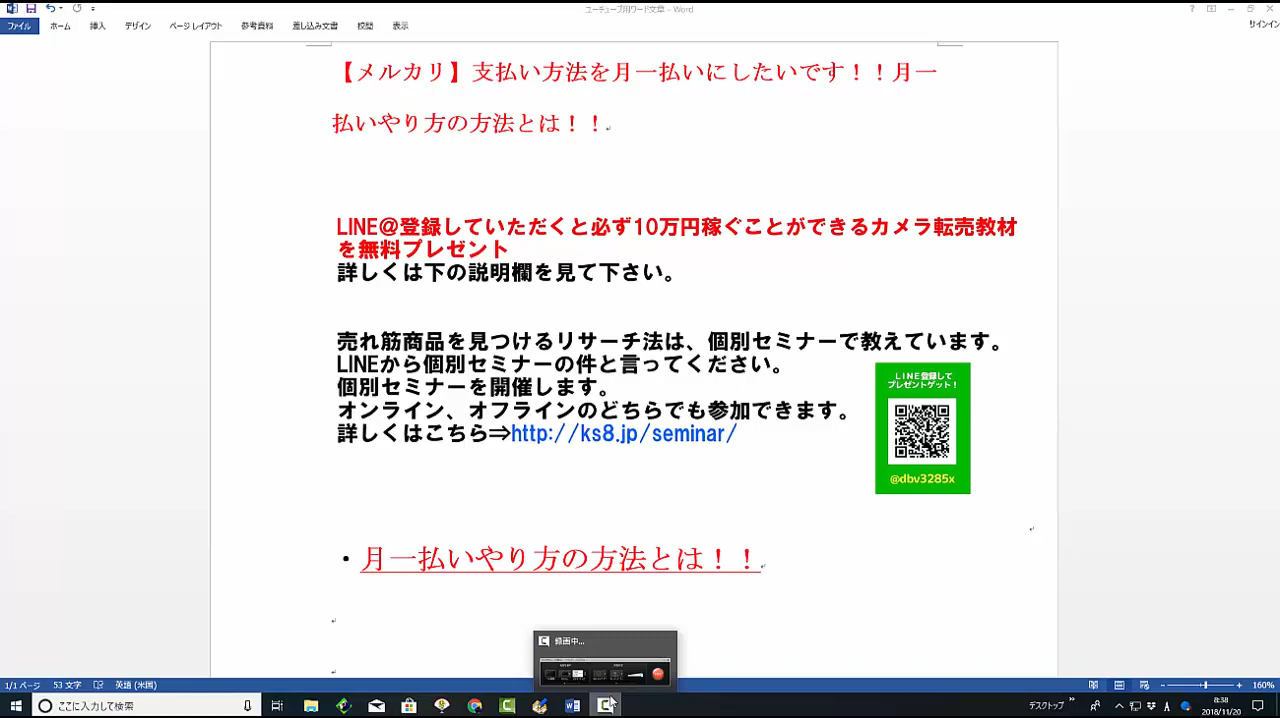 ユーチューブ用ワード文章 - Word
サインイン
ファイル ホーム 挿入 デザイン ページ レイアウト 参考資料 差し込み文書 校閲 表示
【メルカリ】支払い方法を月一払いにしたいです！！月一
払いやり方の方法とは！！
LINE@登録していただくと必ず10万円稼ぐことができるカメラ転売教材
を無料プレゼント
詳しくは下の説明欄を見て下さい。
売れ筋商品を見つけるリサーチ法は、個別セミナーで教えています。
LINEから個別セミナーの件と言ってください。
個別セミナーを開催します。
オンライン、オフラインのどちらでも参加できます。
詳しくはこちら⇒http://ks8.jp/seminar/
LINE登録して
プレゼントゲット！
@dbv3285x
・月一払いやり方の方法とは！！
録画中...
1/1 ページ 53 文字 英語 (米国)
160%
ここに入力して検索
デスクトップ
8:38
2018/11/20